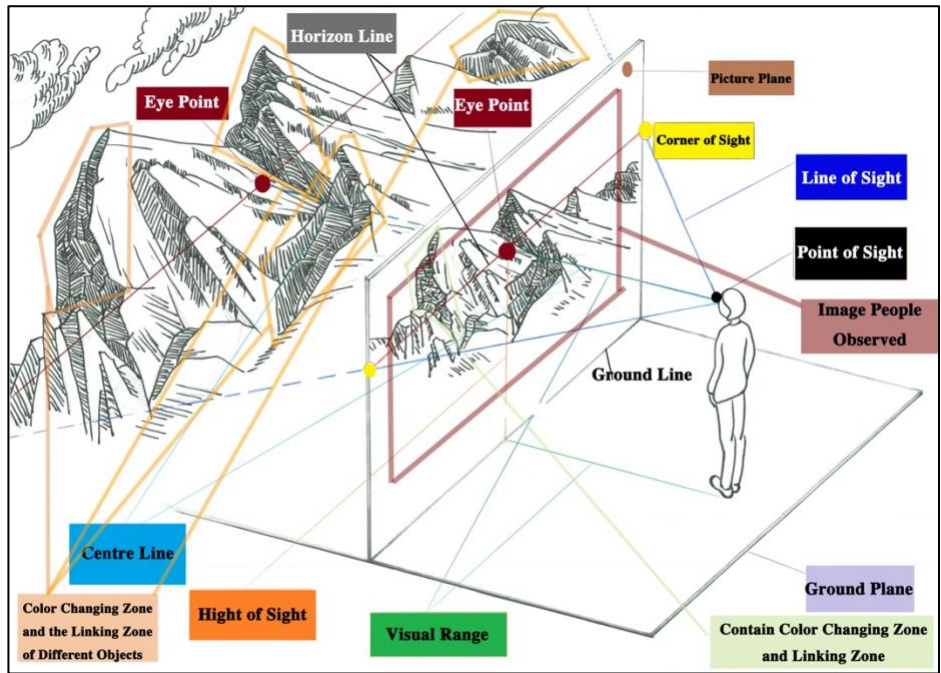 Horizon Line
Picture Plane
Eye Point
Eye Point
Corner of Sight
Line of Sight
Point of Sight
Image People
Observed
Ground Line
Centre Line
Ground Plane
Color Changing Zone
and the Linking Zone
of Different Objects
Hight of Sight
Visual Range
Contain Color Changing Zone
and Linking Zone